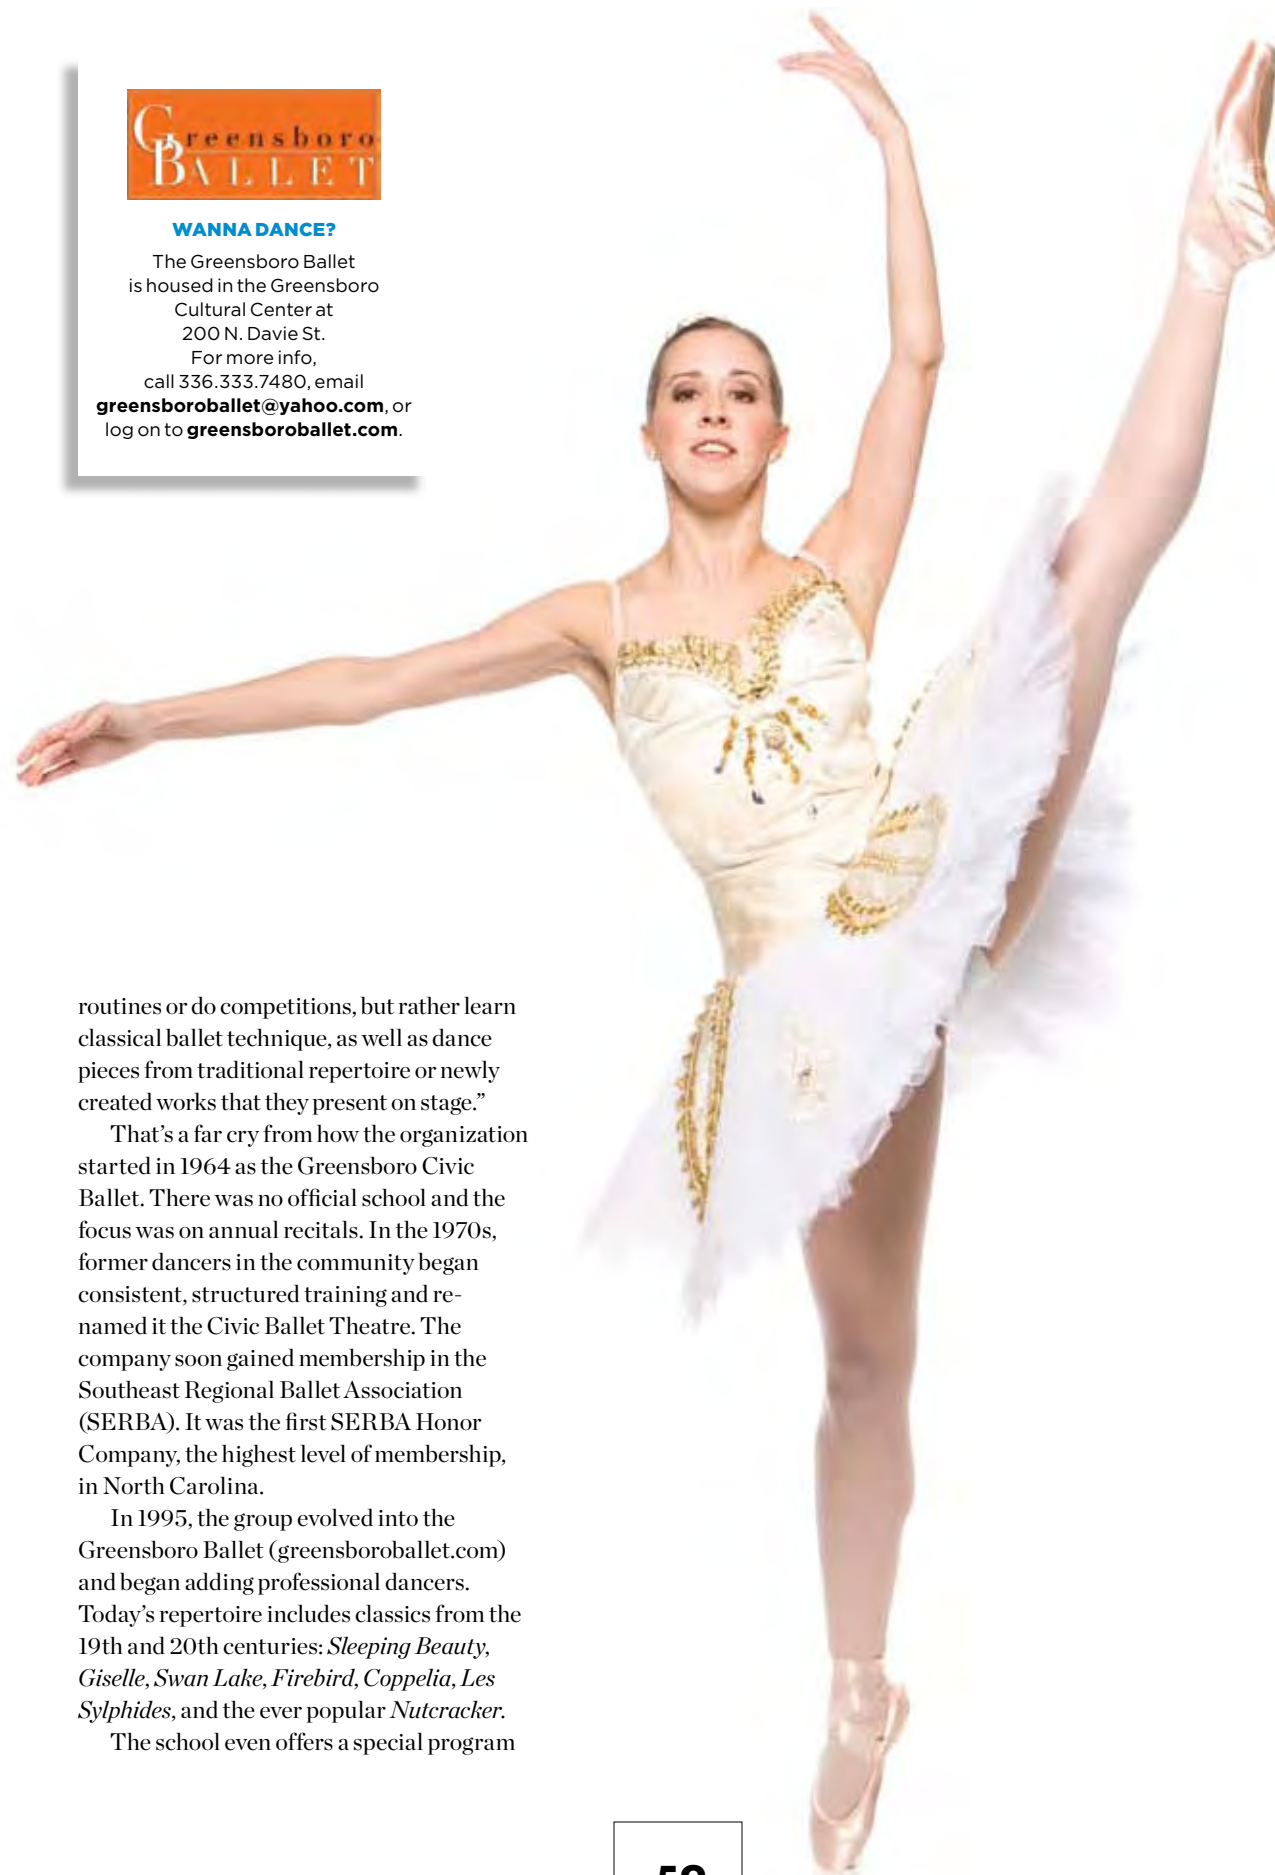 Greensboro
BALLET
WANNA DANCE?
The Greensboro Ballet
is housed in the Greensboro
Cultural Center at
200 N. Davie St.
For more info,
call 336.333.7480, email
greensboroballet@yahoo.com, or
log on to greensboroballet.com.
routines or do competitions, but rather learn
classical ballet technique, as well as dance
pieces from traditional repertoire or newly
created works that they present on stage.”
That’s a far cry from how the organization
started in 1964 as the Greensboro Civic
Ballet. There was no official school and the
focus was on annual recitals. In the 1970s,
former dancers in the community began
consistent, structured training and re-
named it the Civic Ballet Theatre. The
company soon gained membership in the
Southeast Regional Ballet Association
(SERBA). It was the first SERBA Honor
Company, the highest level of membership,
in North Carolina.
In 1995, the group evolved into the
Greensboro Ballet (greensboroballet.com)
and began adding professional dancers.
Today’s repertoire includes classics from the
19th and 20th centuries: Sleeping Beauty,
Giselle, Swan Lake, Firebird, Coppelia, Les
Sylphides, and the ever popular Nutcracker.
The school even offers a special program